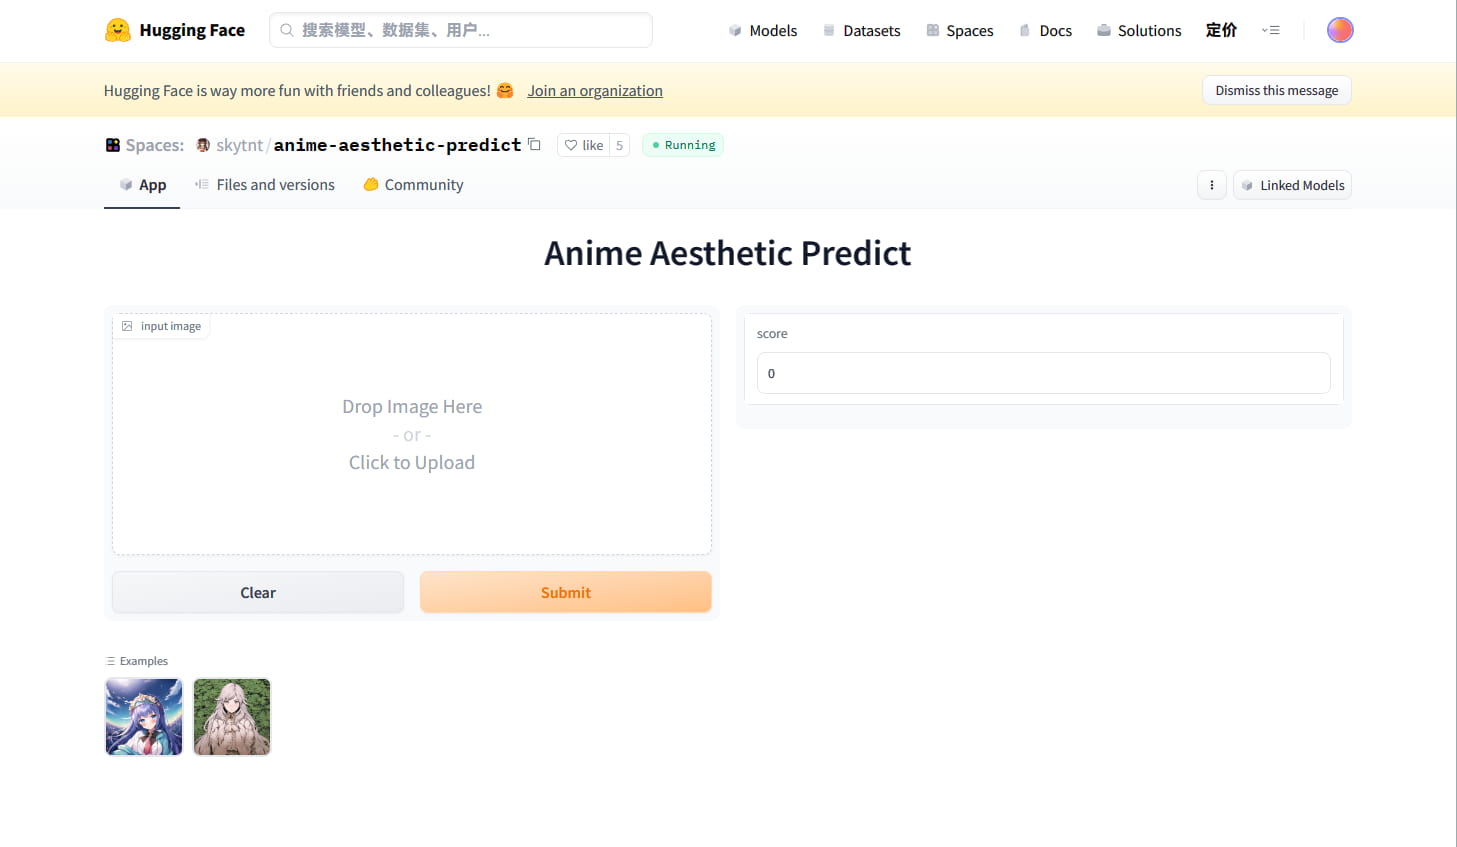 Hugging Face
搜索模型、数据集、用户...
Models
Datasets
Spaces
Docs
Solutions
定价
Hugging Face is way more fun with friends and colleagues! 🤗 Join an organization
Dismiss this message
Spaces: skytnt/anime-aesthetic-predict
like 5
Running
App
Files and versions
Community
Linked Models
Anime Aesthetic Predict
input image
Drop Image Here
- or -
Click to Upload
Clear
Submit
score
0
Examples